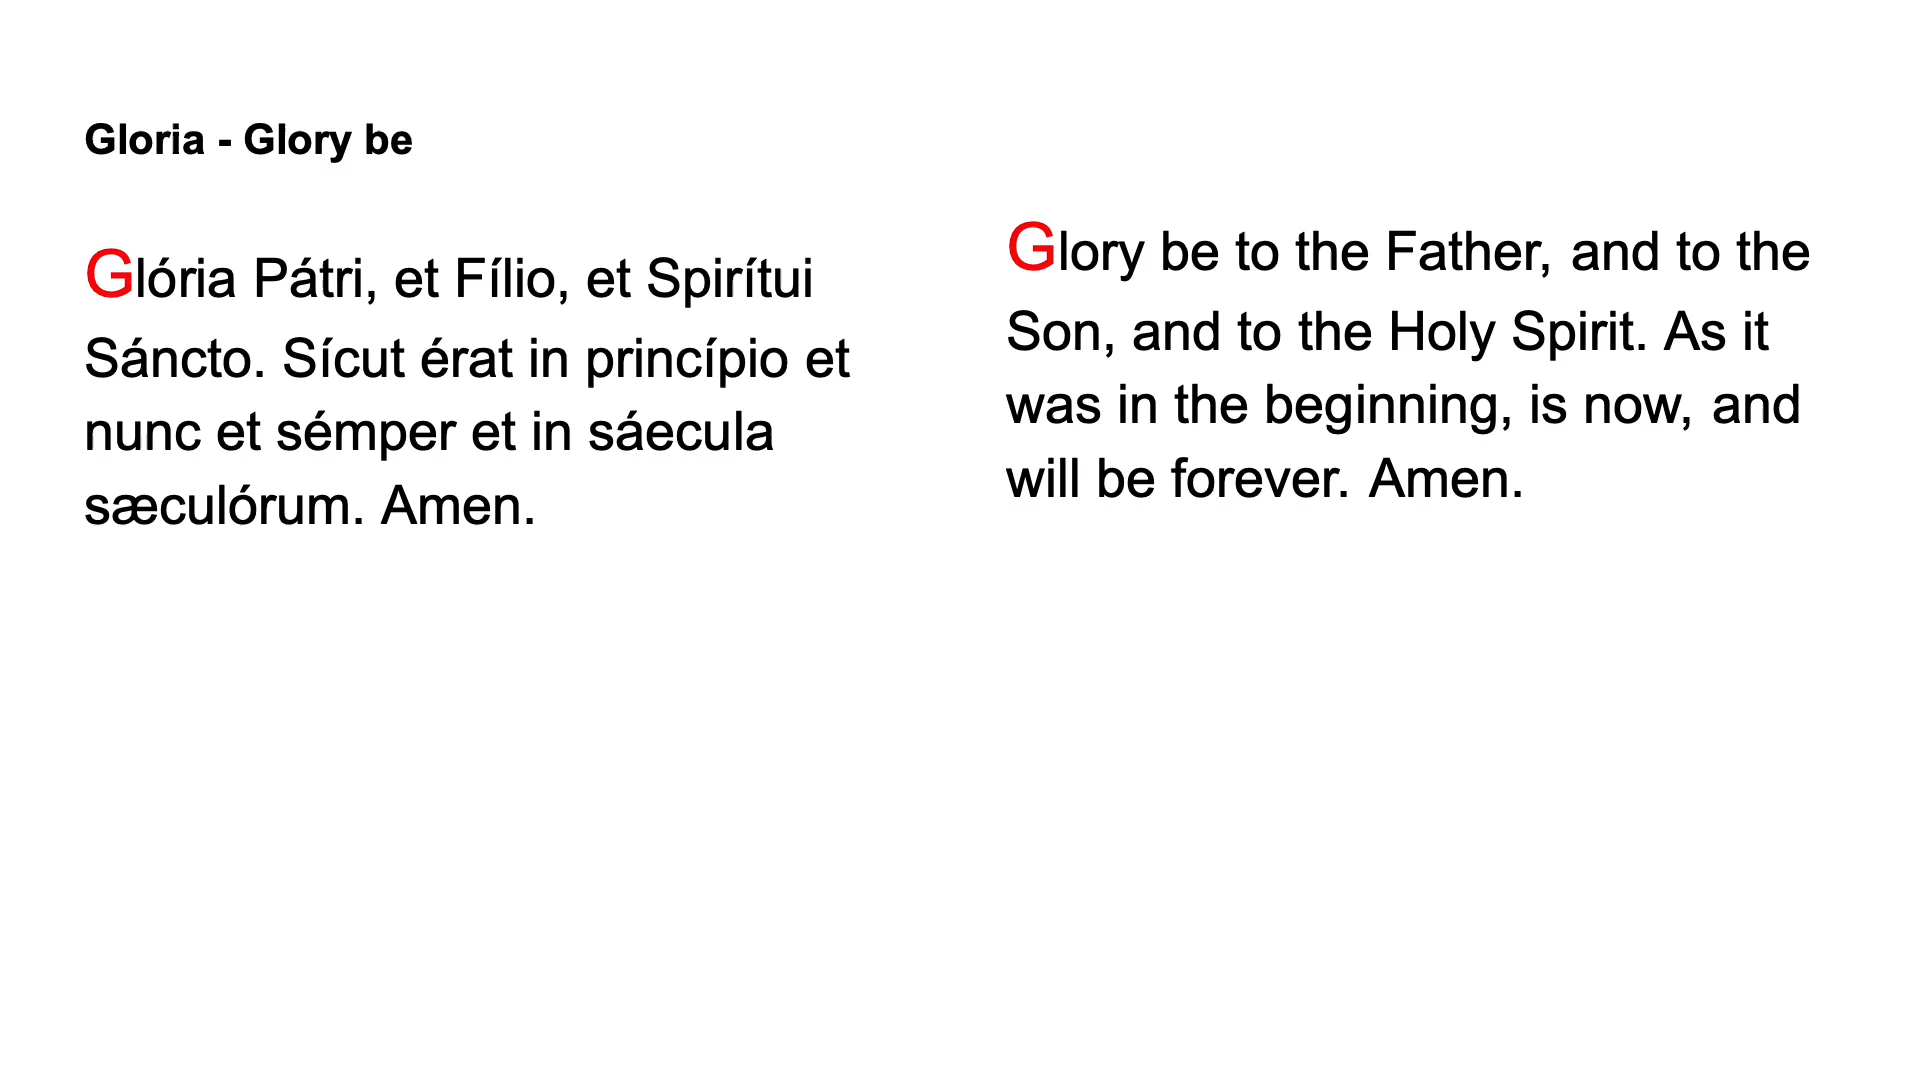 Gloria - Glory be
Glória Pátri, et Fílio, et Spirítui
Sáncto. Sícut érat in princípio et
nunc et sémper et in sáecula
sæculórum. Amen.
Glory be to the Father, and to the
Son, and to the Holy Spirit. As it
was in the beginning, is now, and
will be forever. Amen.